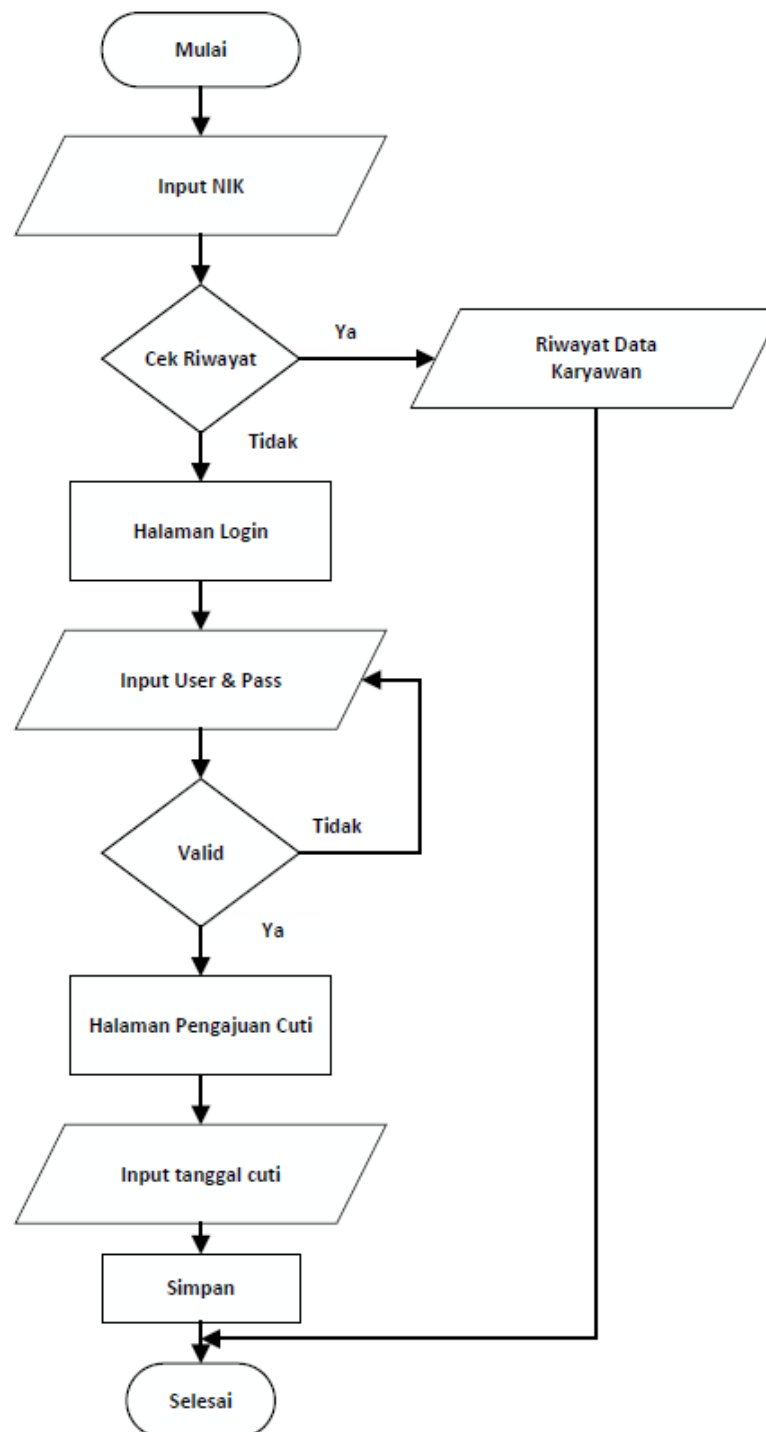 Mulai
Input NIK
Cek Riwayat
Ya
Riwayat Data
Karyawan
Tidak
Halaman Login
Input User & Pass
Valid
Tidak
Ya
Halaman Pengajuan Cuti
Input tanggal cuti
Simpan
Selesai